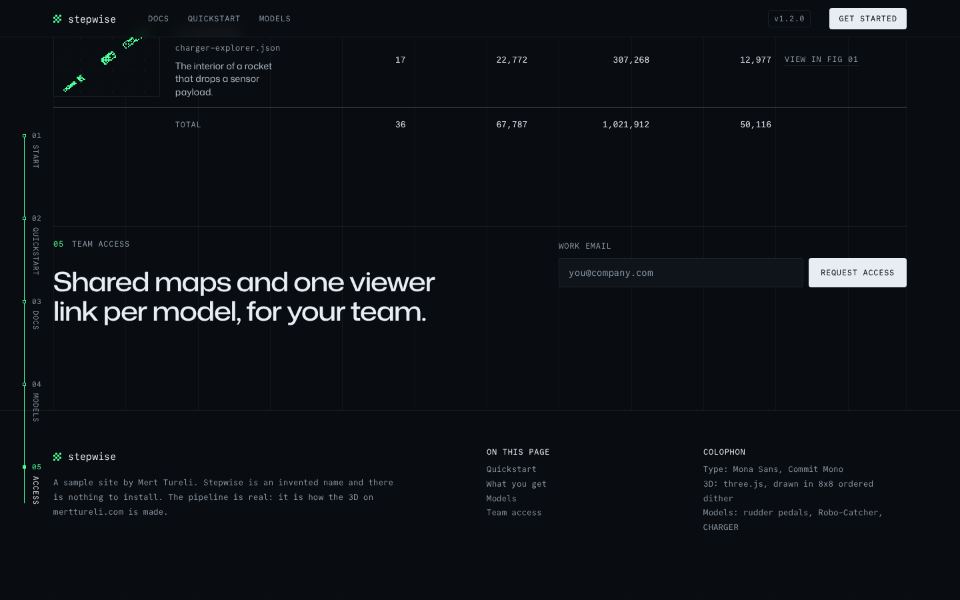 stepwise
DOCS QUICKSTART MODELS
v1.2.0
GET STARTED
charger-explorer.json
The interior of a rocket
that drops a sensor
payload.
17 22,772 307,268 12,977 VIEW IN FIG 01
TOTAL 36 67,787 1,021,912 50,116
01 START
02 QUICKSTART
03 DOCS
04 MODELS
05 ACCESS
05 TEAM ACCESS
Shared maps and one viewer
link per model, for your team.
WORK EMAIL
you@company.com
REQUEST ACCESS
stepwise
A sample site by Mert Tureli. Stepwise is an invented name and there
is nothing to install. The pipeline is real: it is how the 3D on
merttureli.com is made.
ON THIS PAGE
Quickstart
What you get
Models
Team access
COLOPHON
Type: Mona Sans, Commit Mono
3D: three.js, drawn in 8x8 ordered
dither
Models: rudder pedals, Robo-Catcher,
CHARGER